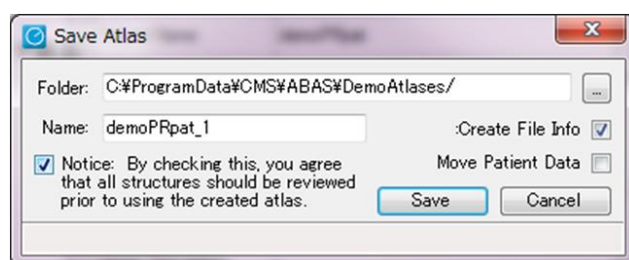 Save Atlas
Folder: C:¥ProgramData¥CMS¥ABAS¥DemoAtlases/ ...
Name: demoPRpat_1
:Create File Info
Notice: By checking this, you agree
that all structures should be reviewed
prior to using the created atlas.
Move Patient Data
Save Cancel